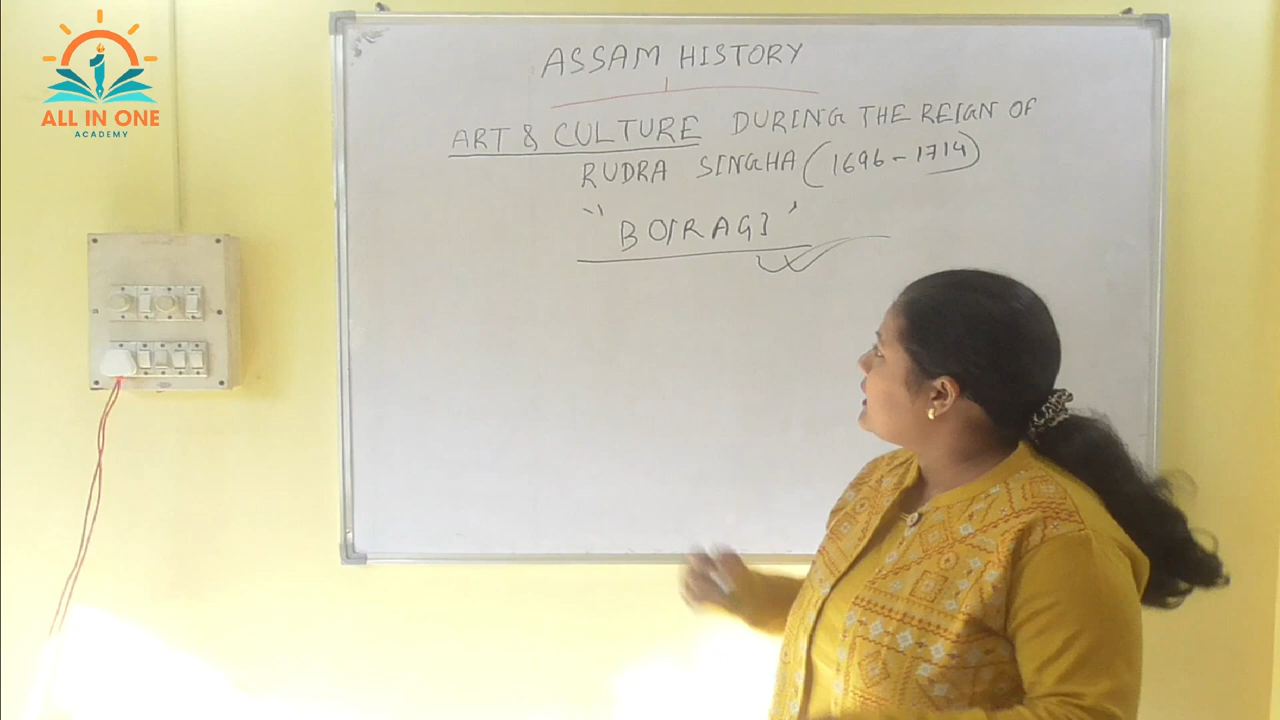 ALL IN ONE
ACADEMY
ASSAM HISTORY
ART & CULTURE DURING THE REIGN OF
RUDRA SINGHA (1696 - 1714)
"BOIRAGI'